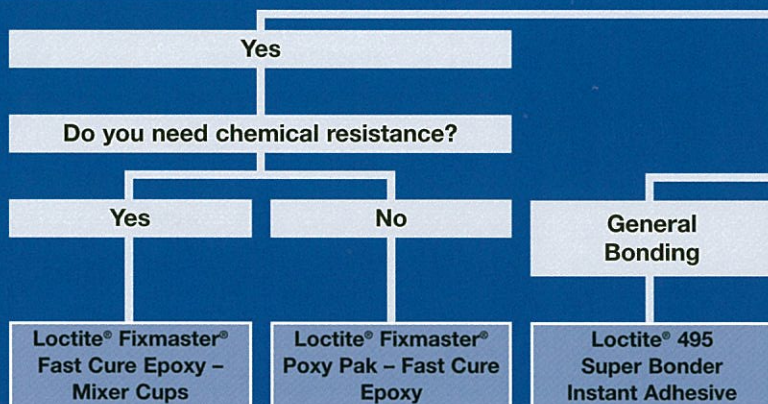 Yes
Do you need chemical resistance?
Yes
No
General
Bonding
Loctite® Fixmaster®
Fast Cure Epoxy –
Mixer Cups
Loctite® Fixmaster®
Poxy Pak – Fast Cure
Epoxy
Loctite® 495
Super Bonder
Instant Adhesive